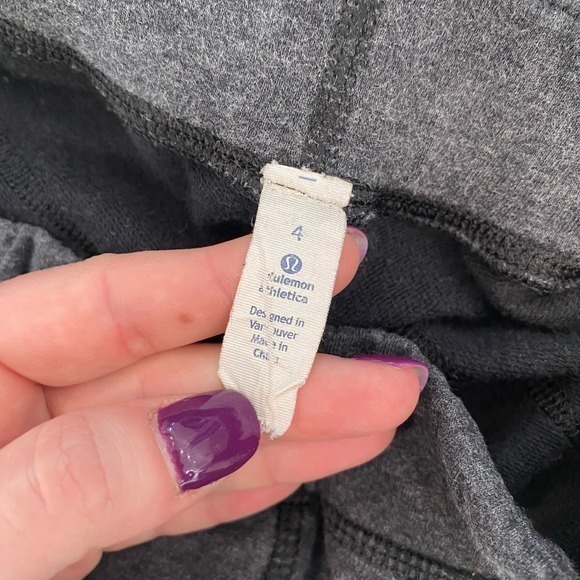 4
lululemon
athletica
Designed in
Vancouver
Made in
China